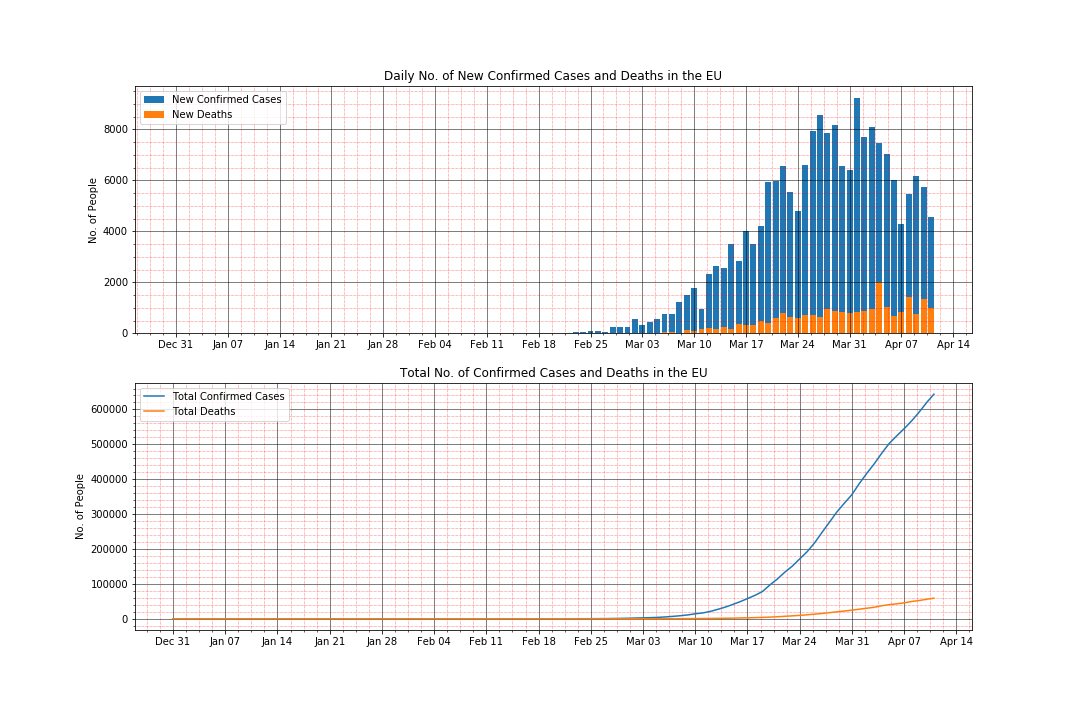 Daily No. of New Confirmed Cases and Deaths in the EU
New Confirmed Cases
New Deaths
No. of People
8000
6000
4000
2000
0
Dec 31 Jan 07 Jan 14 Jan 21 Jan 28 Feb 04 Feb 11 Feb 18 Feb 25 Mar 03 Mar 10 Mar 17 Mar 24 Mar 31 Apr 07 Apr 14
Total No. of Confirmed Cases and Deaths in the EU
Total Confirmed Cases
Total Deaths
No. of People
600000
500000
400000
300000
200000
100000
0
Dec 31 Jan 07 Jan 14 Jan 21 Jan 28 Feb 04 Feb 11 Feb 18 Feb 25 Mar 03 Mar 10 Mar 17 Mar 24 Mar 31 Apr 07 Apr 14